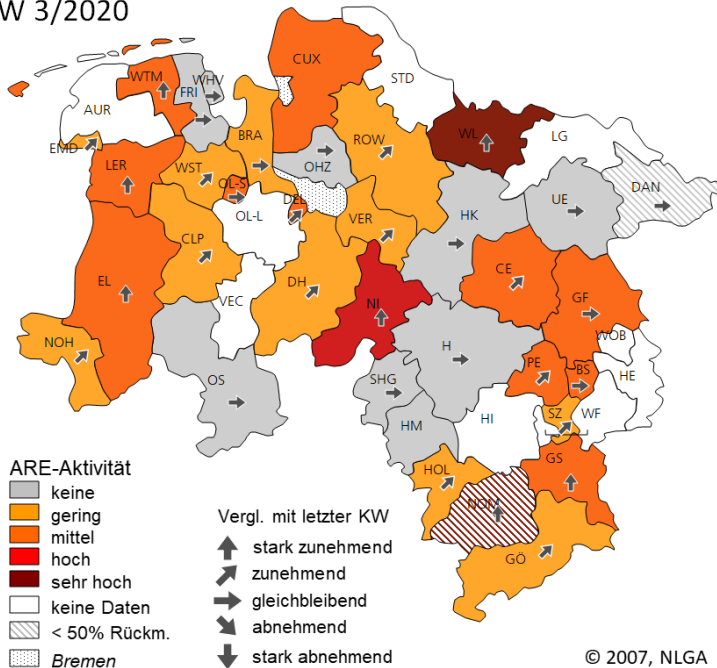 W 3/2020
CUX
STD
WTM
WHV
FRI
AUR
EMD
BRA
ROW
WL
LG
LER
WST
OHZ
OL-S
DEL
OL-L
VER
HK
UE
DAN
CLP
EL
VEC
DH
NI
CE
GF
WOB
NOH
OS
H
SHG
PE
BS
HE
HM
HI
SZ
WF
HOL
GS
NOM
GÖ
ARE-Aktivität
keine
gering
mittel
hoch
sehr hoch
keine Daten
< 50% Rückm.
Bremen
Vergl. mit letzter KW
stark zunehmend
zunehmend
gleichbleibend
abnehmend
stark abnehmend
© 2007, NLGA